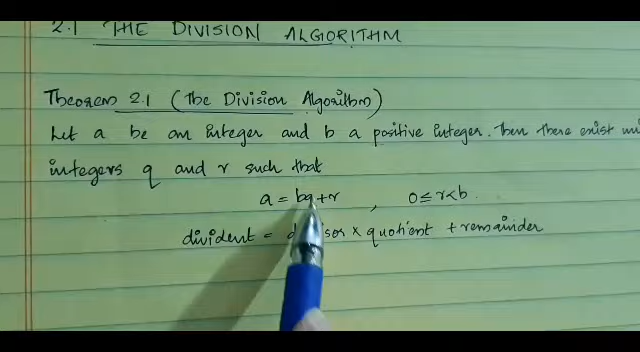 2.1 THE DIVISION ALGORITHM
Theorem 2.1 (The Division Algorithm)
Let a be an integer and b a positive integer. Then there exist
integers q and r such that
a = bq + r , 0 ≤ r < b.
divident = × quotient + remainder